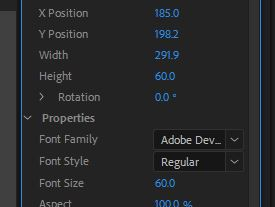 X Position 185.0
Y Position 198.2
Width 291.9
Height 60.0
Rotation 0.0 °
Properties
Font Family Adobe Dev...
Font Style Regular
Font Size 60.0
Aspect 100.0 %